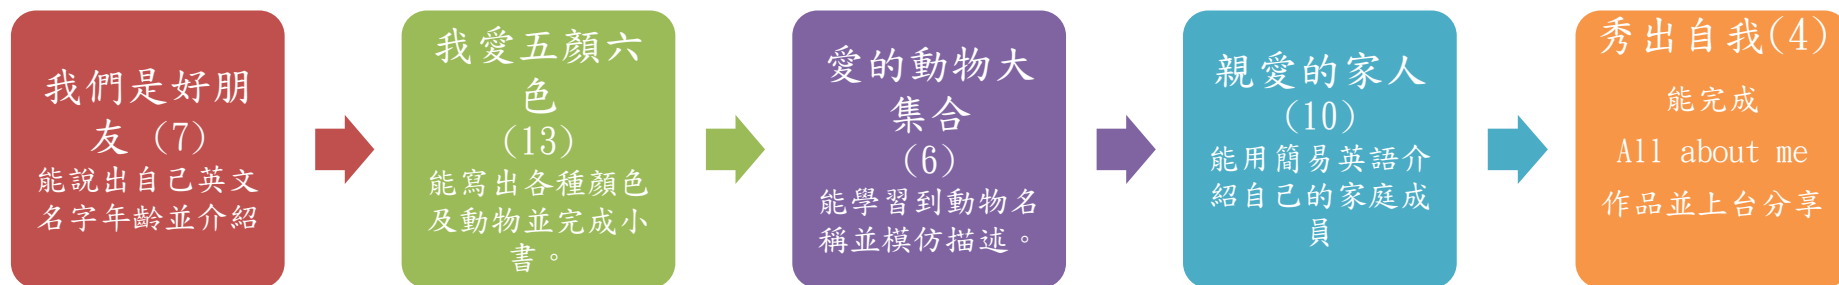 我們是好朋
友 (7)
能說出自己英文
名字年齡並介紹
我愛五顏六
色
(13)
能寫出各種顏色
及動物並完成小
書。
愛的動物大
集合
(6)
能學習到動物名
稱並模仿描述。
親愛的家人
(10)
能用簡易英語介
紹自己的家庭成
員
秀出自我(4)
能完成
All about me
作品並上台分享